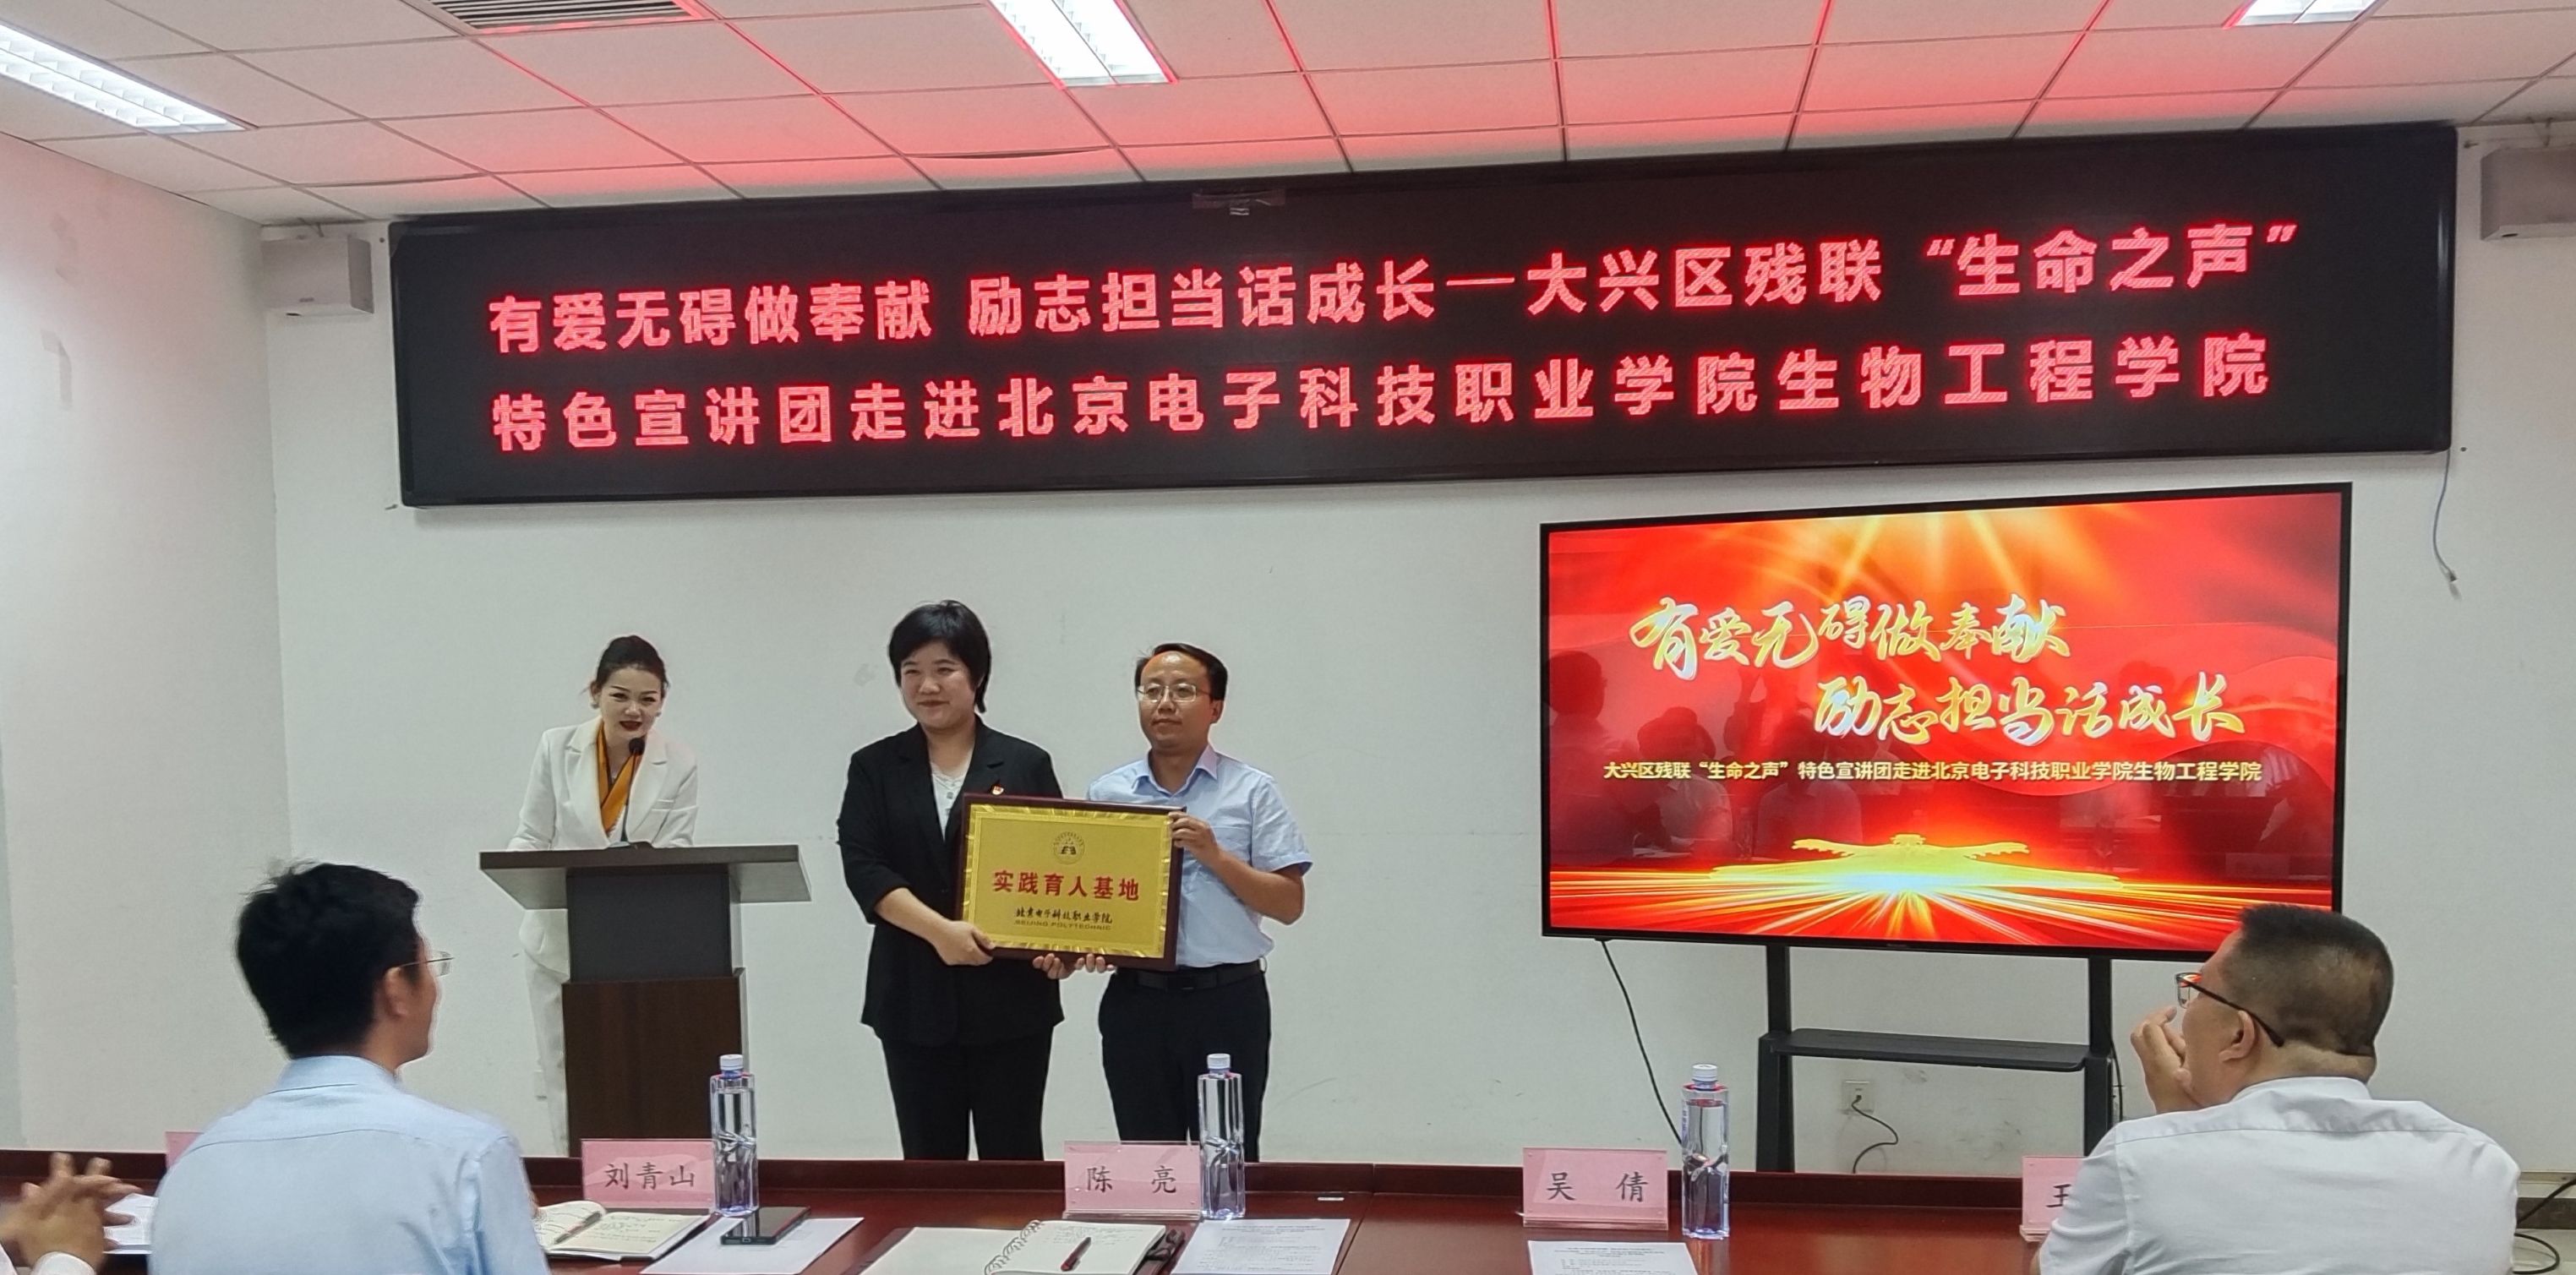 有爱无碍做奉献 励志担当话成长—大兴区残联“生命之声”
特色宣讲团走进北京电子科技职业学院生物工程学院
有爱无碍做奉献
励志担当话成长
大兴区残联“生命之声”特色宣讲团走进北京电子科技职业学院生物工程学院
实践育人基地
北京电子科技职业学院
BEIJING POLYTECHNIC
刘青山
陈 亮
吴 倩
王